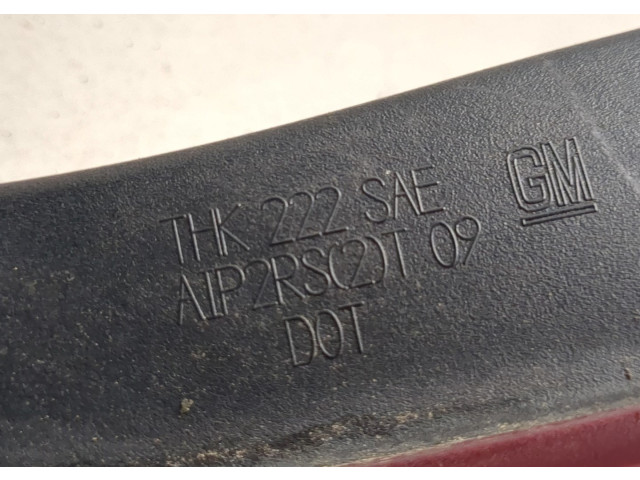 THK 222 SAE
AIP2RS(2)T 09
DOT
GM